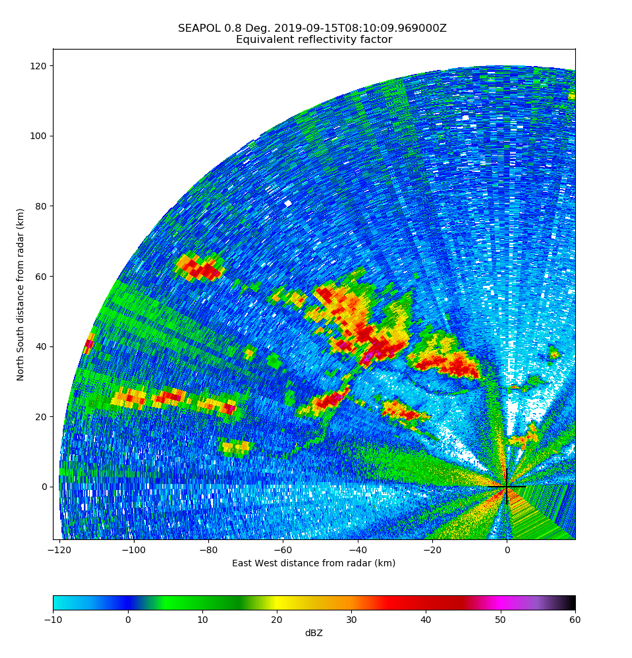 SEAPOL 0.8 Deg. 2019-09-15T08:10:09.969000Z
Equivalent reflectivity factor
120
100
80
60
40
20
0
North South distance from radar (km)
−120 −100 −80 −60 −40 −20 0
East West distance from radar (km)
−10 0 10 20 30 40 50 60
dBZ